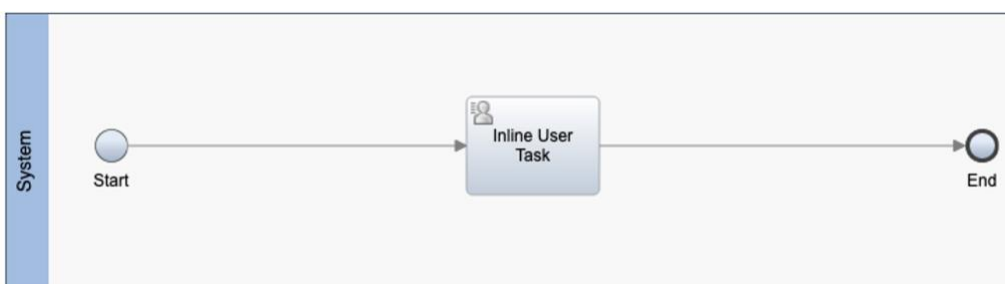 System
Start
Inline User
Task
End